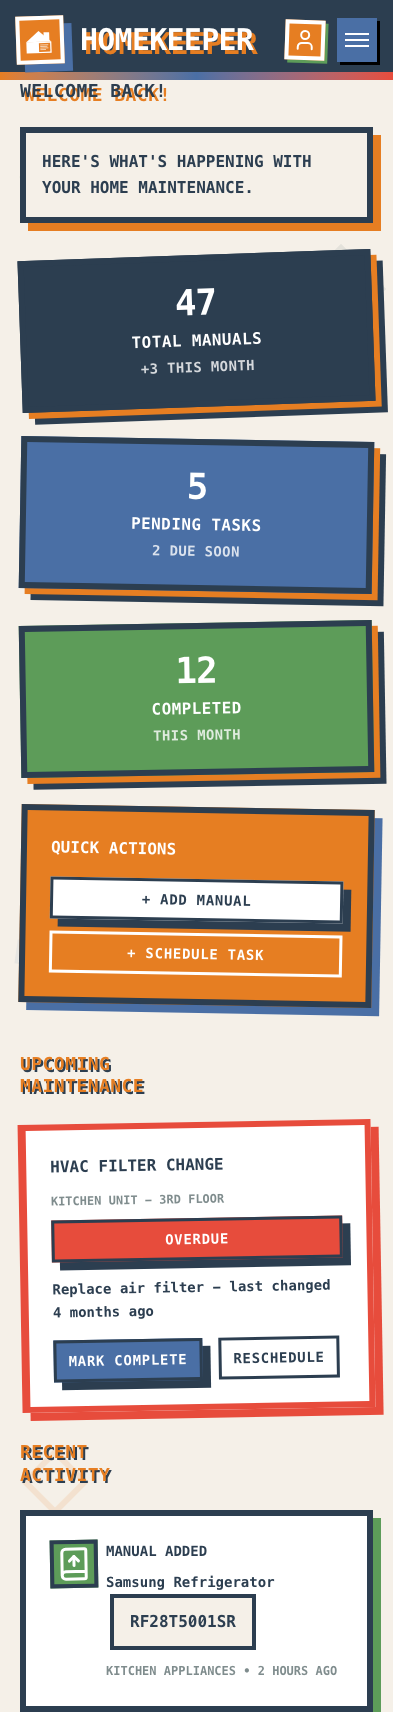 HOMEKEEPER
WELCOME BACK!
HERE'S WHAT'S HAPPENING WITH
YOUR HOME MAINTENANCE.
47
TOTAL MANUALS
+3 THIS MONTH
5
PENDING TASKS
2 DUE SOON
12
COMPLETED
THIS MONTH
QUICK ACTIONS
+ ADD MANUAL
+ SCHEDULE TASK
UPCOMING
MAINTENANCE
HVAC FILTER CHANGE
KITCHEN UNIT – 3RD FLOOR
OVERDUE
Replace air filter – last changed
4 months ago
MARK COMPLETE
RESCHEDULE
RECENT
ACTIVITY
MANUAL ADDED
Samsung Refrigerator
RF28T5001SR
KITCHEN APPLIANCES • 2 HOURS AGO